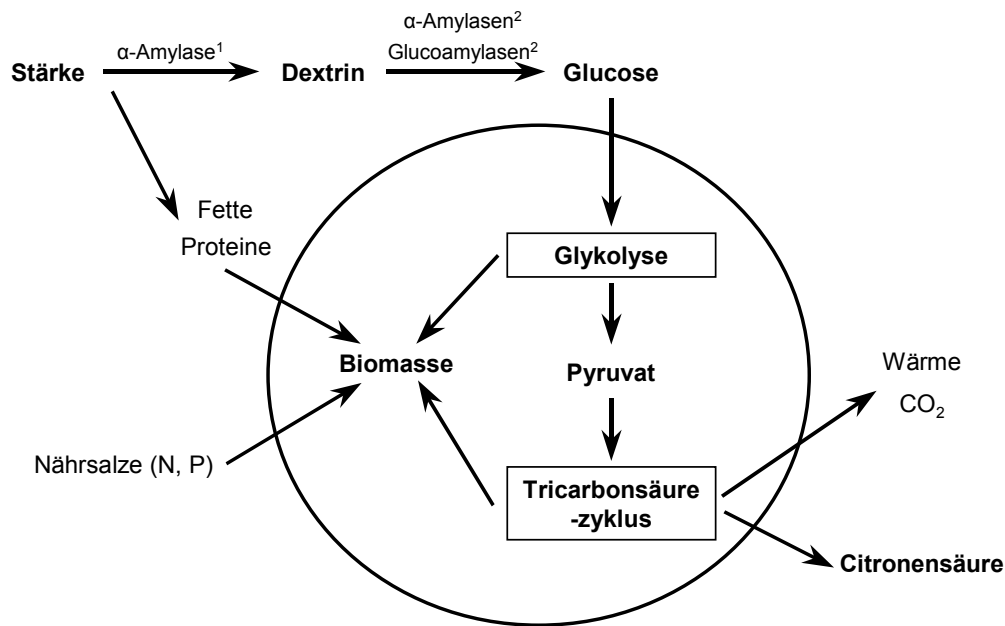 α-Amylase¹
α-Amylasen²
Glucoamylasen²
Stärke
Dextrin
Glucose
Fette
Proteine
Glykolyse
Biomasse
Pyruvat
Wärme
CO₂
Nährsalze (N, P)
Tricarbonsäure
-zyklus
Citronensäure